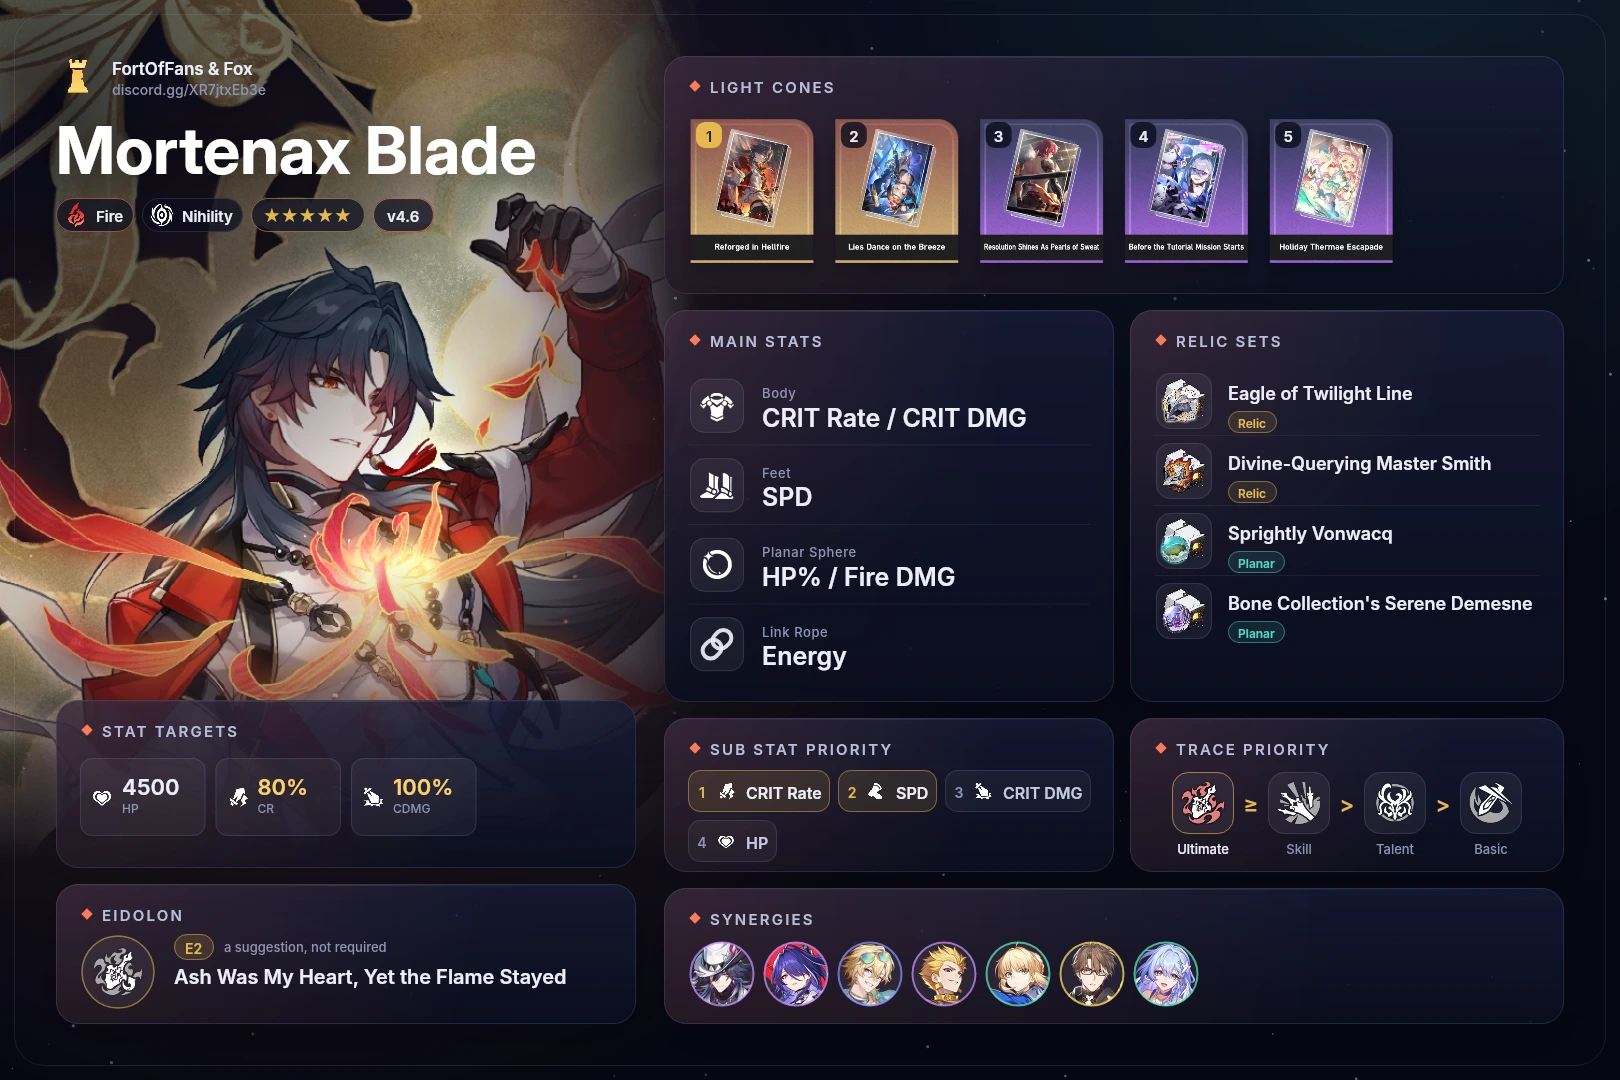 FortOfFans & Fox
discord.gg/XR7jtxEb3e
Mortenax Blade
Fire
Nihility
★★★★★
v4.6
LIGHT CONES
1
Reforged in Hellfire
2
Lies Dance on the Breeze
3
Resolution Shines As Pearls of Sweat
4
Before the Tutorial Mission Starts
5
Holiday Thermae Escapade
MAIN STATS
Body
CRIT Rate / CRIT DMG
Feet
SPD
Planar Sphere
HP% / Fire DMG
Link Rope
Energy
RELIC SETS
Eagle of Twilight Line
Relic
Divine-Querying Master Smith
Relic
Sprightly Vonwacq
Planar
Bone Collection's Serene Demesne
Planar
STAT TARGETS
4500
HP
80%
CR
100%
CDMG
SUB STAT PRIORITY
1 CRIT Rate
2 SPD
3 CRIT DMG
4 HP
TRACE PRIORITY
≥ > >
Ultimate Skill Talent Basic
EIDOLON
E2 a suggestion, not required
Ash Was My Heart, Yet the Flame Stayed
SYNERGIES